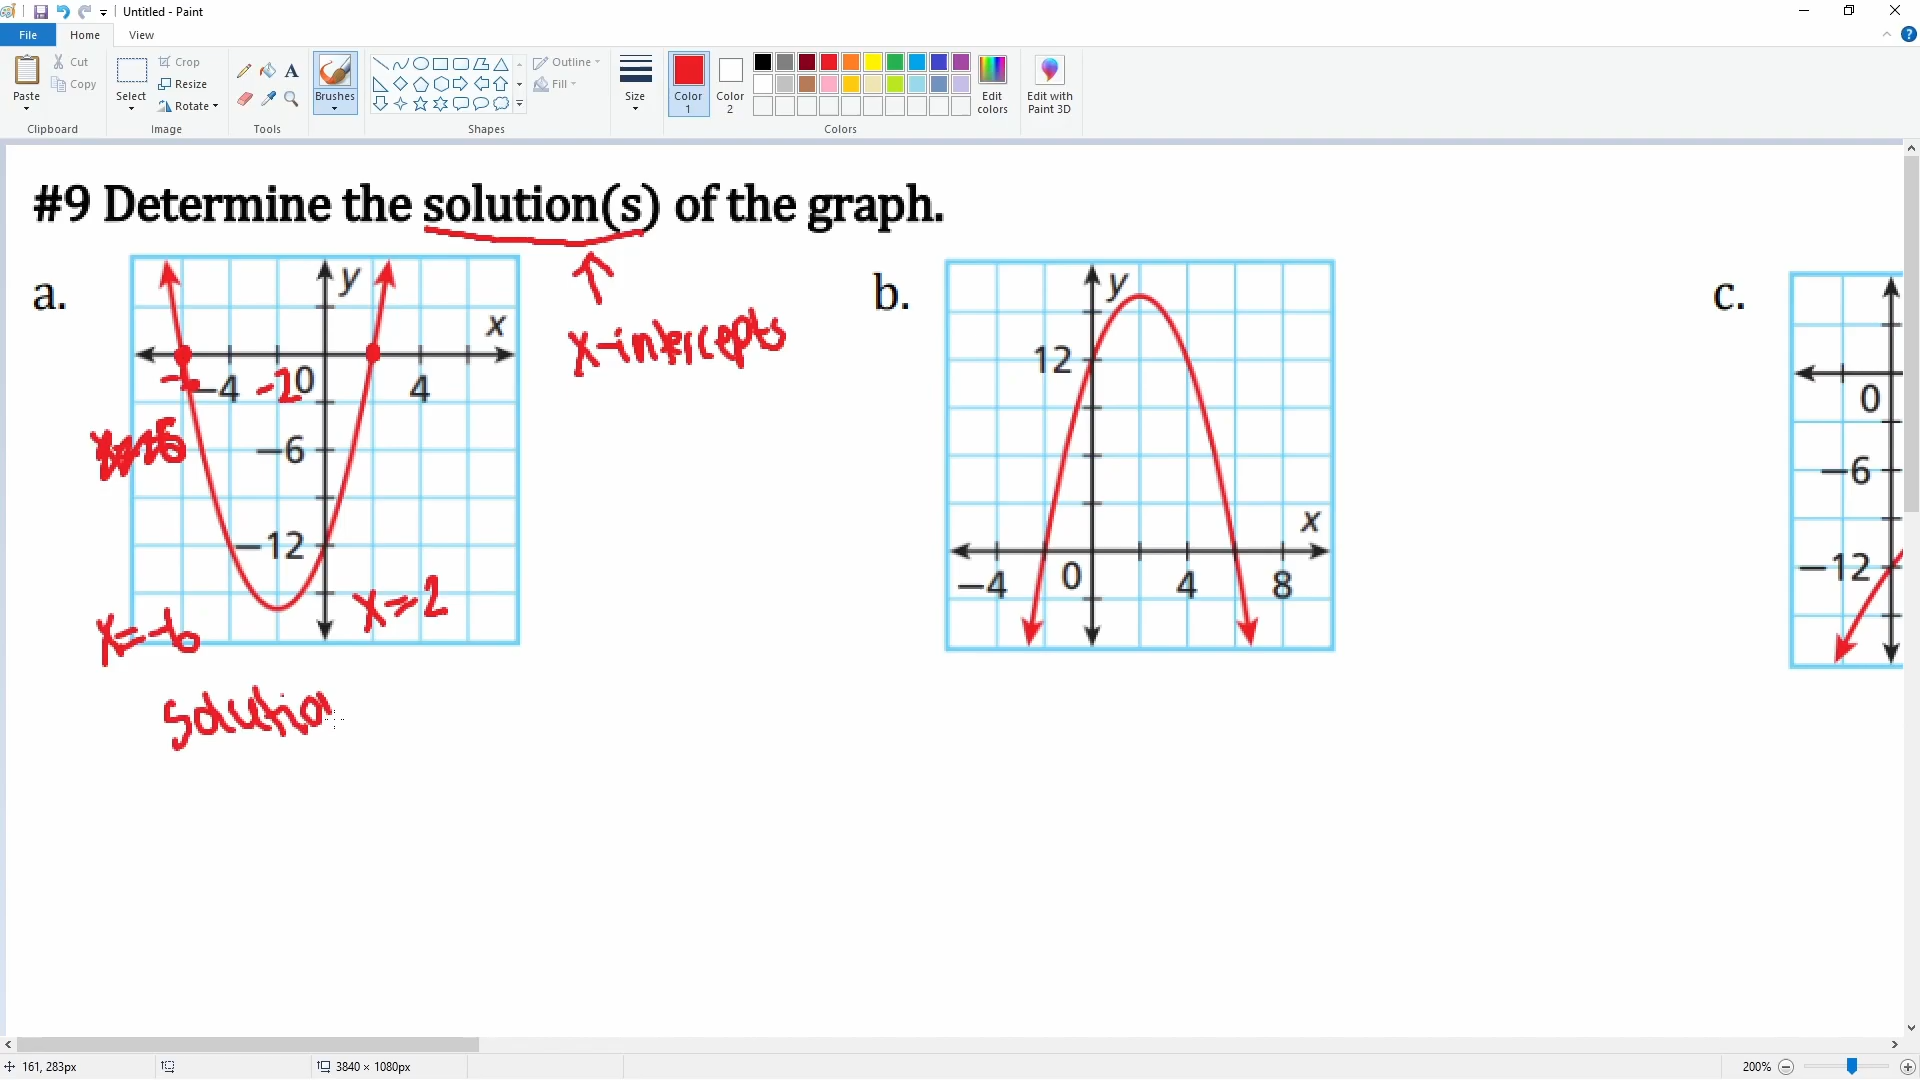 Untitled - Paint
File
Home
View
Paste
Cut
Copy
Clipboard
Select
Crop
Resize
Rotate
Image
A
Tools
Brushes
Outline
Fill
Shapes
Size
Color 1
Color 2
Edit colors
Colors
Edit with Paint 3D
?
#9 Determine the solution(s) of the graph.
x-intercepts
a.
y
x
-2
−4
0
4
−6
−12
x=2
x=-6
Solution
b.
y
12
x
−4
0
4
8
c.
0
−6
−12
161, 283px
3840 × 1080px
200%